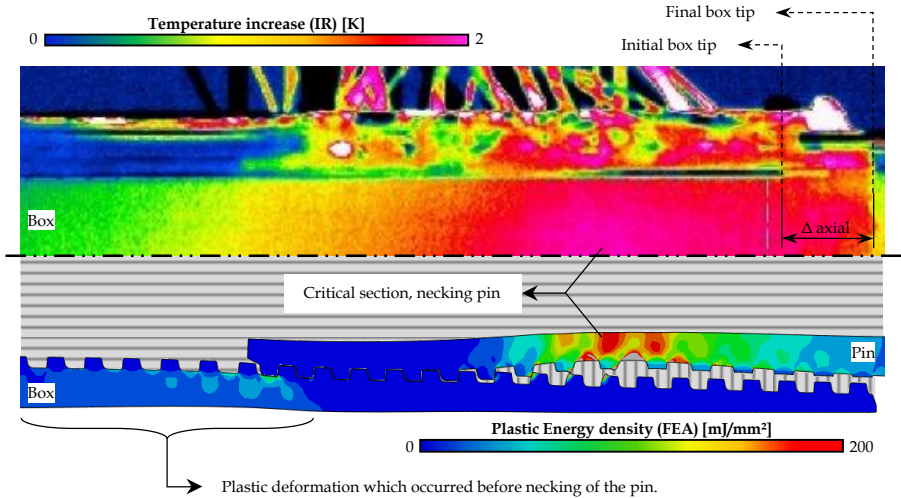 Final box tip
Temperature increase (IR) [K]
0
2
Initial box tip
Box
Δ axial
Critical section, necking pin
Pin
Box
Plastic Energy density (FEA) [mJ/mm²]
0
200
Plastic deformation which occurred before necking of the pin.